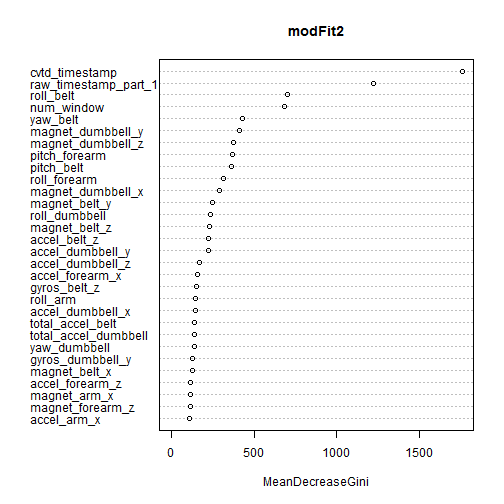 modFit2
cvtd_timestamp
raw_timestamp_part_1
roll_belt
num_window
yaw_belt
magnet_dumbbell_y
magnet_dumbbell_z
pitch_forearm
pitch_belt
roll_forearm
magnet_dumbbell_x
magnet_belt_y
roll_dumbbell
magnet_belt_z
accel_belt_z
accel_dumbbell_y
accel_dumbbell_z
accel_forearm_x
gyros_belt_z
roll_arm
accel_dumbbell_x
total_accel_belt
total_accel_dumbbell
yaw_dumbbell
gyros_dumbbell_y
magnet_belt_x
accel_forearm_z
magnet_arm_x
magnet_forearm_z
accel_arm_x
0 500 1000 1500
MeanDecreaseGini